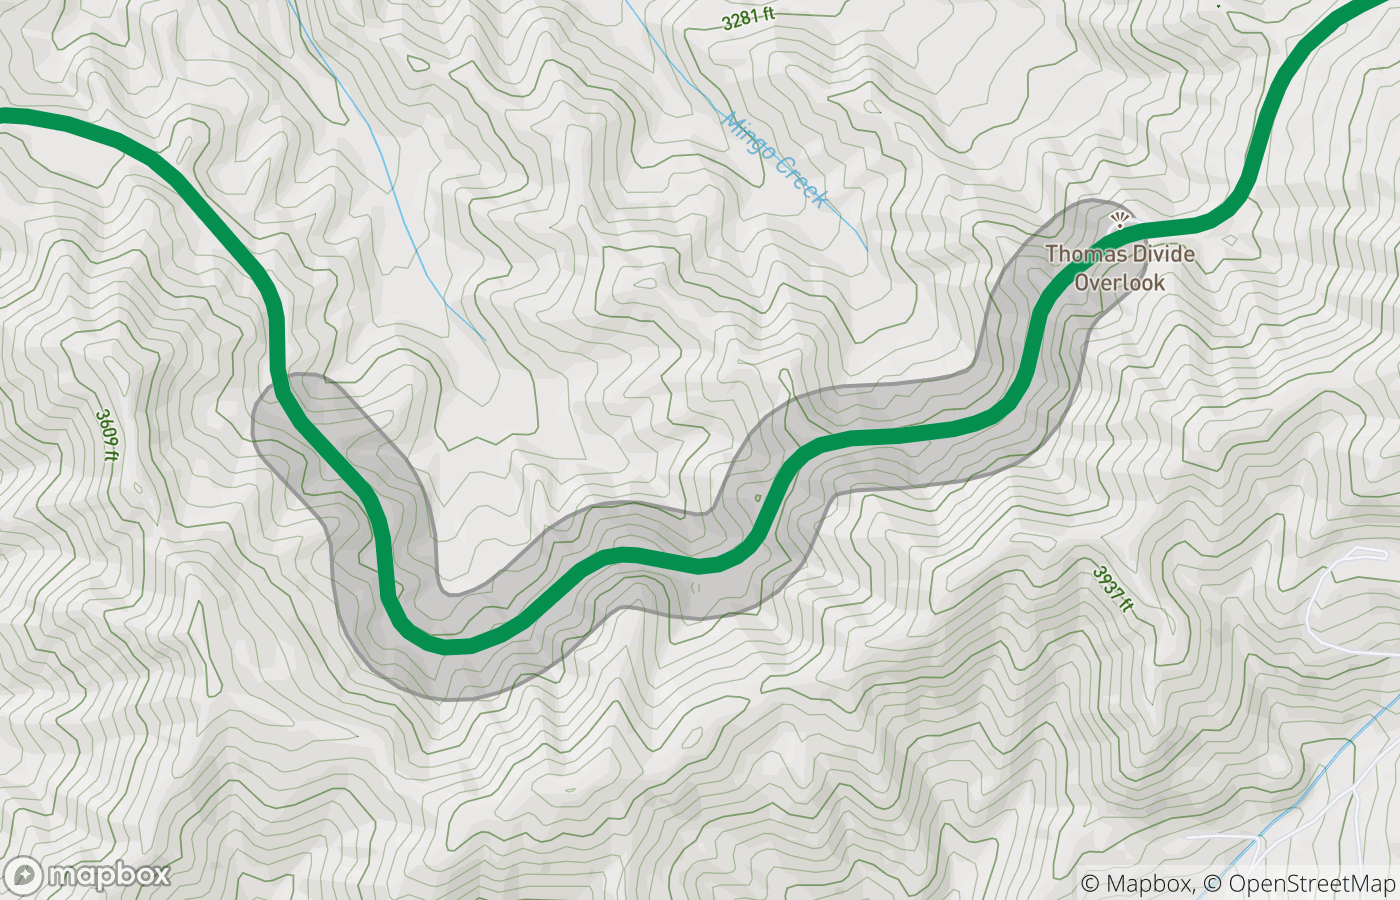 3281 ft
Mingo Creek
Thomas Divide
Overlook
3609 ft
3937 ft
mapbox
© Mapbox, © OpenStreetMap